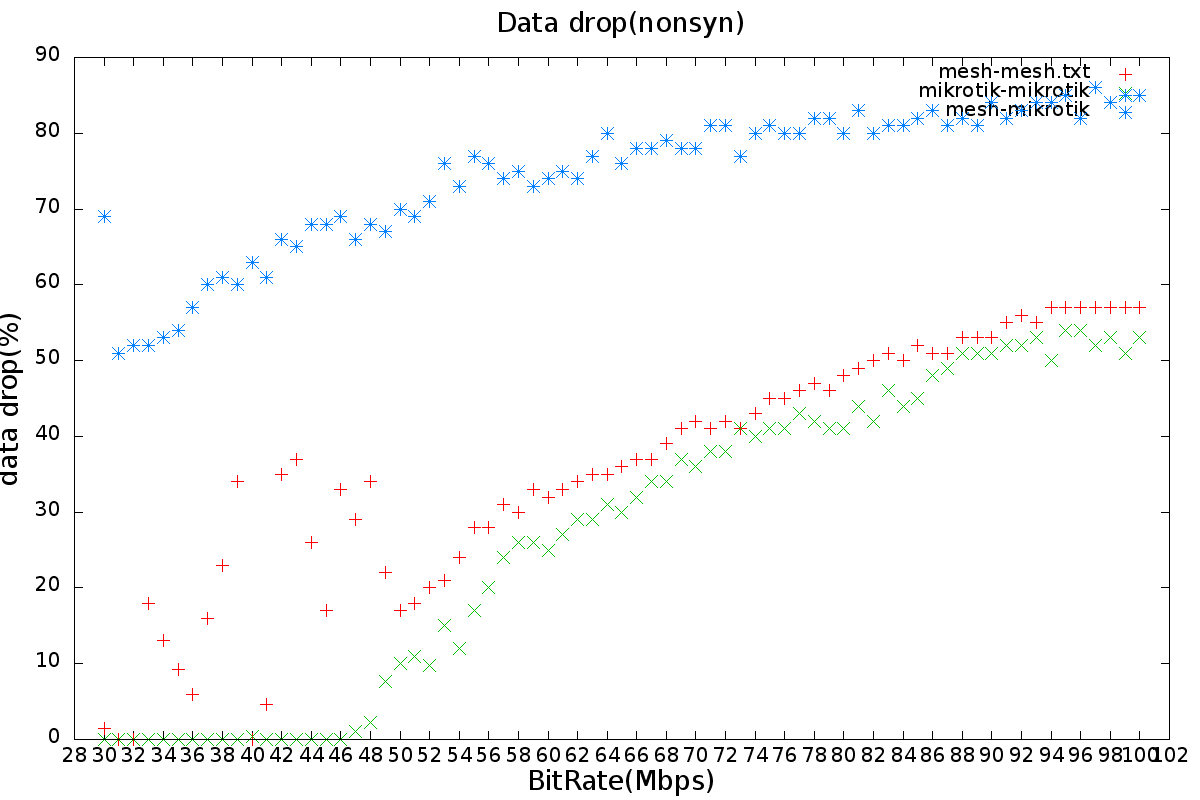 Data drop(nonsyn)
90
mesh-mesh.txt
mikrotik-mikrotik
mesh-mikrotik
80
70
60
50
data drop(%)
40
30
20
10
0
28 30 32 34 36 38 40 42 44 46 48 50 52 54 56 58 60 62 64 66 68 70 72 74 76 78 80 82 84 86 88 90 92 94 96 98 100 102
BitRate(Mbps)